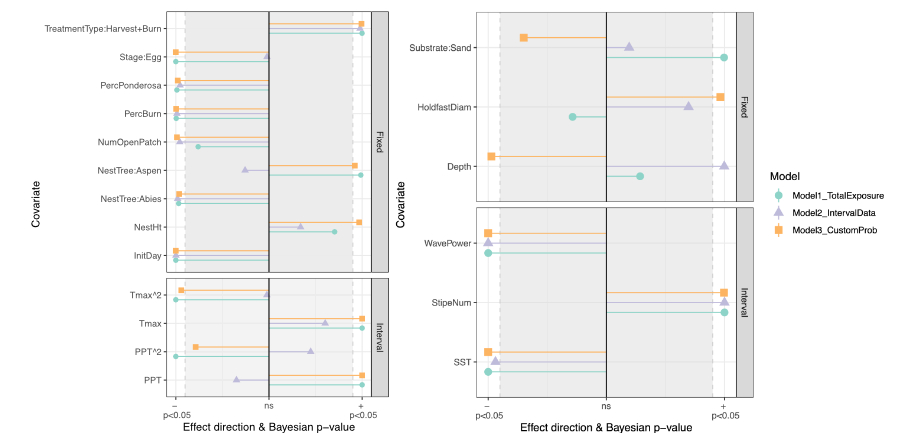 Covariate
TreatmentType:Harvest+Burn
Stage:Egg
PercPonderosa
PercBurn
NumOpenPatch
NestTree:Aspen
NestTree:Abies
NestHt
InitDay
Fixed
Tmax^2
Tmax
PPT^2
PPT
Interval
− ns +
p<0.05 p<0.05
Effect direction & Bayesian p−value
Covariate
Substrate:Sand
HoldfastDiam
Depth
Fixed
WavePower
StipeNum
SST
Interval
− ns +
p<0.05 p<0.05
Effect direction & Bayesian p−value
Model
Model1_TotalExposure
Model2_IntervalData
Model3_CustomProb